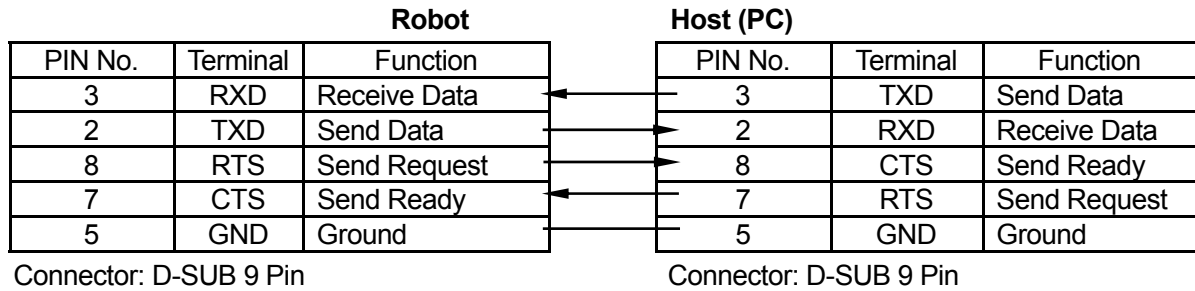 Robot Host (PC)
PIN No. Terminal Function PIN No. Terminal Function
3 RXD Receive Data 3 TXD Send Data
2 TXD Send Data 2 RXD Receive Data
8 RTS Send Request 8 CTS Send Ready
7 CTS Send Ready 7 RTS Send Request
5 GND Ground 5 GND Ground
Connector: D-SUB 9 Pin Connector: D-SUB 9 Pin